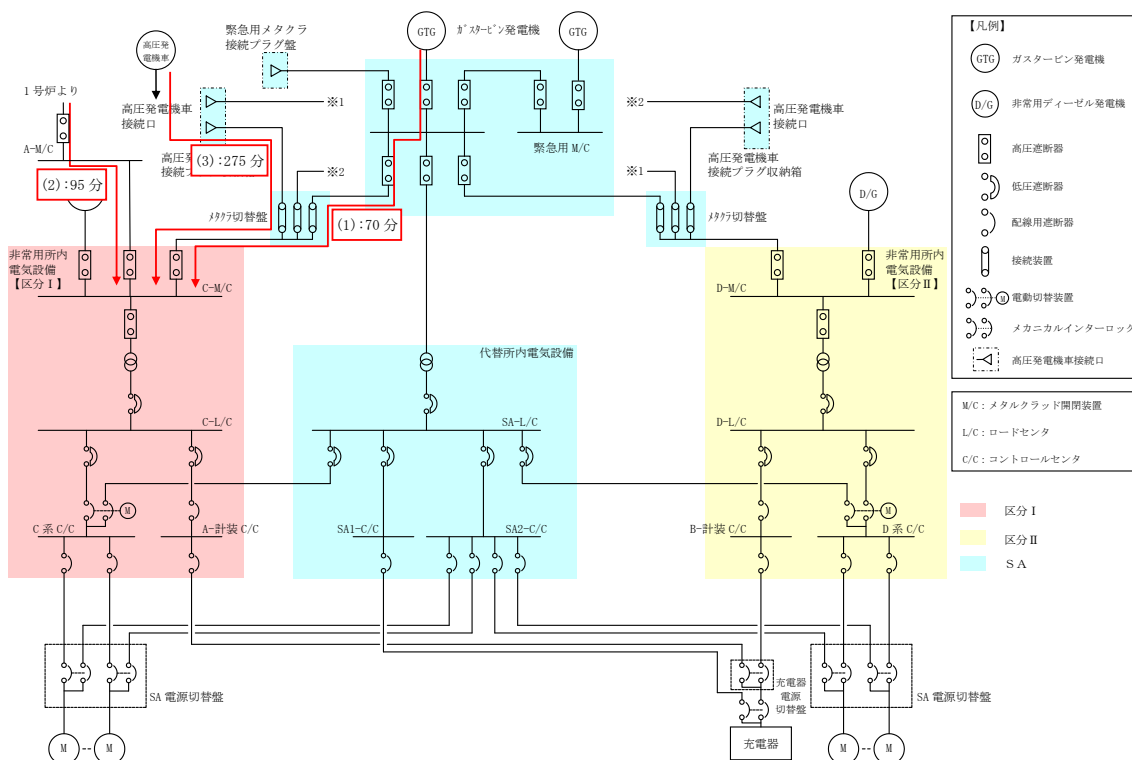 高圧発
電機車
緊急用メタクラ
接続プラグ盤
GTG
ガスタービン発電機
GTG
1号炉より
高圧発電機車
接続口
※1
※2
高圧発電機車
接続口
A-M/C
高圧発
接続プ
(3):275 分
緊急用 M/C
高圧発電機車
接続プラグ収納箱
(2):95 分
※2
※1
メタクラ切替盤
(1):70 分
メタクラ切替盤
D/G
非常用所内
電気設備
【区分Ⅰ】
非常用所内
電気設備
【区分Ⅱ】
C-M/C
D-M/C
代替所内電気設備
C-L/C
SA-L/C
D-L/C
M
M
C 系 C/C
A-計装 C/C
SA1-C/C
SA2-C/C
B-計装 C/C
D 系 C/C
SA 電源切替盤
充電器
電源
切替盤
SA 電源切替盤
M
M
充電器
M
M
【凡例】
GTG
ガスタービン発電機
D/G
非常用ディーゼル発電機
高圧遮断器
低圧遮断器
配線用遮断器
接続装置
M
電動切替装置
メカニカルインターロック
高圧発電機車接続口
M/C：メタルクラッド開閉装置
L/C：ロードセンタ
C/C：コントロールセンタ
区分Ⅰ
区分Ⅱ
ＳＡ